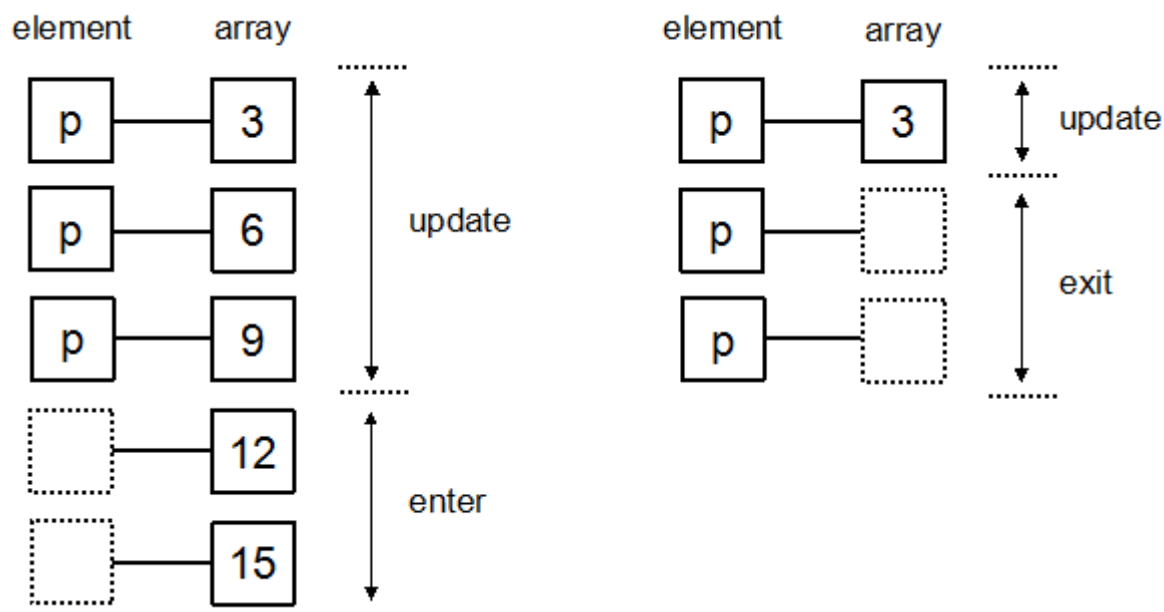 element array
p 3
p 6
update
p 9
12
enter
15
element array
p 3
update
p
exit
p